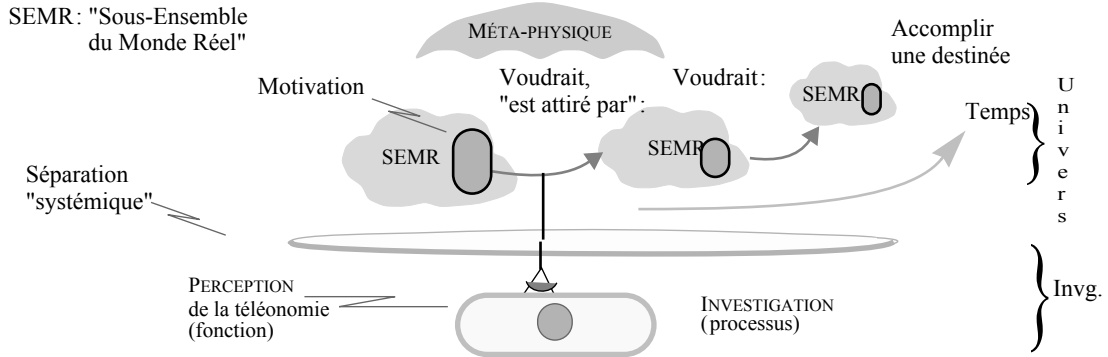 SEMR: "Sous-Ensemble
du Monde Réel"
MÉTA-PHYSIQUE
Accomplir
une destinée
Motivation
Voudrait,
"est attiré par":
Voudrait:
SEMR
SEMR
SEMR
Temps
Univers
Séparation
"systémique"
PERCEPTION
de la téléonomie
(fonction)
INVESTIGATION
(processus)
Invg.